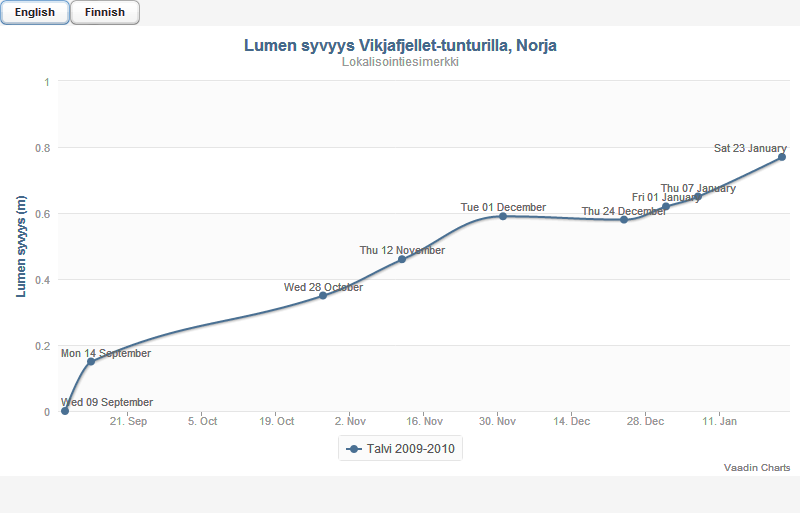 English Finnish
Lumen syvyys Vikjafjellet-tunturilla, Norja
Lokalisointiesimerkki
1
Sat 23 January
0.8
Thu 07 January
Fri 01 January
Tue 01 December
Thu 24 December
0.6
Thu 12 November
Lumen syvyys (m)
Wed 28 October
0.4
Mon 14 September
0.2
Wed 09 September
0
21. Sep 5. Oct 19. Oct 2. Nov 16. Nov 30. Nov 14. Dec 28. Dec 11. Jan
Talvi 2009-2010
Vaadin Charts